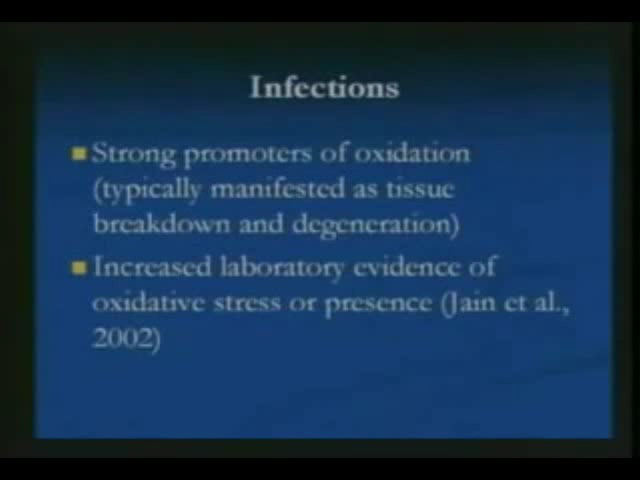 Infections
Strong promoters of oxidation
(typically manifested as tissue
breakdown and degeneration)
Increased laboratory evidence of
oxidative stress or presence (Jain et al.,
2002)